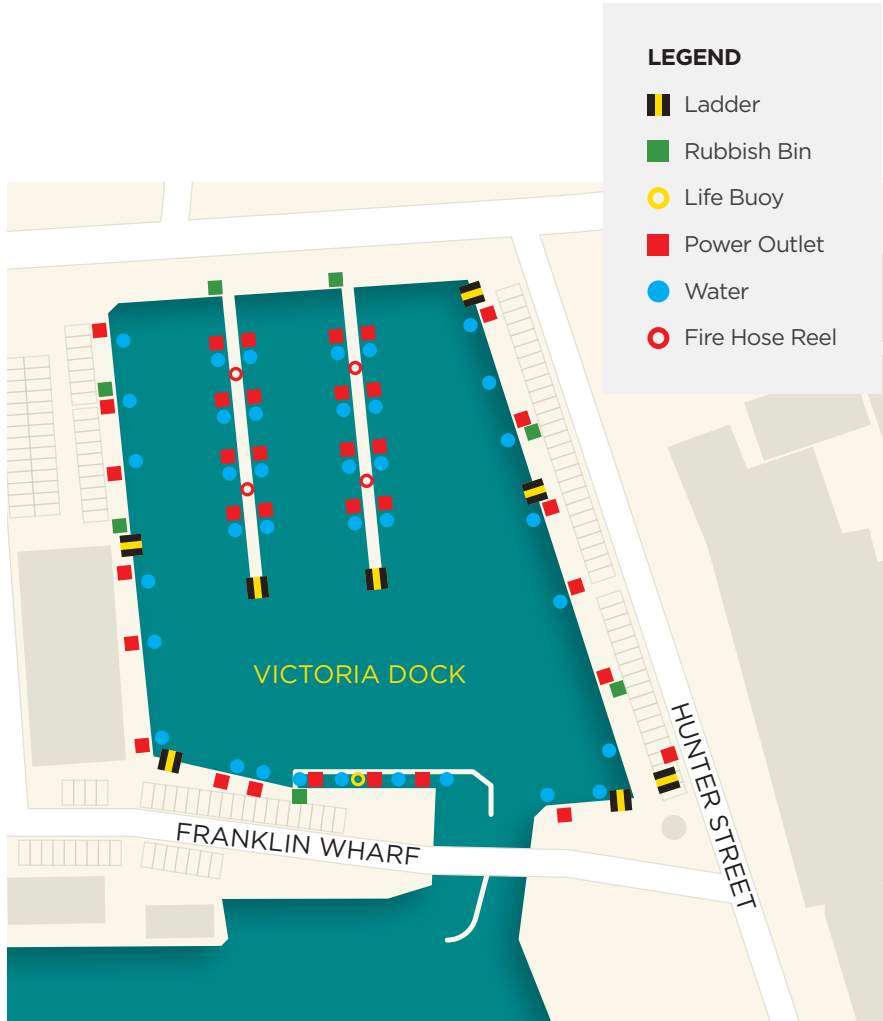 LEGEND
Ladder
Rubbish Bin
Life Buoy
Power Outlet
Water
Fire Hose Reel
VICTORIA DOCK
HUNTER STREET
FRANKLIN WHARF